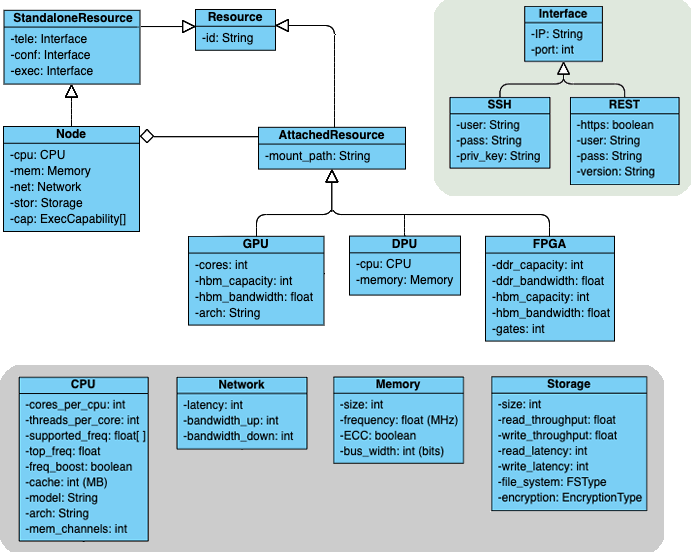 StandaloneResource
-tele: Interface
-conf: Interface
-exec: Interface
Resource
-id: String
Interface
-IP: String
-port: int
SSH
-user: String
-pass: String
-priv_key: String
REST
-https: boolean
-user: String
-pass: String
-version: String
Node
-cpu: CPU
-mem: Memory
-net: Network
-stor: Storage
-cap: ExecCapability[]
AttachedResource
-mount_path: String
GPU
-cores: int
-hbm_capacity: int
-hbm_bandwidth: float
-arch: String
DPU
-cpu: CPU
-memory: Memory
FPGA
-ddr_capacity: int
-ddr_bandwidth: float
-hbm_capacity: int
-hbm_bandwidth: float
-gates: int
CPU
-cores_per_cpu: int
-threads_per_core: int
-supported_freq: float[ ]
-top_freq: float
-freq_boost: boolean
-cache: int (MB)
-model: String
-arch: String
-mem_channels: int
Network
-latency: int
-bandwidth_up: int
-bandwidth_down: int
Memory
-size: int
-frequency: float (MHz)
-ECC: boolean
-bus_width: int (bits)
Storage
-size: int
-read_throughput: float
-write_throughput: float
-read_latency: int
-write_latency: int
-file_system: FSType
-encryption: EncryptionType